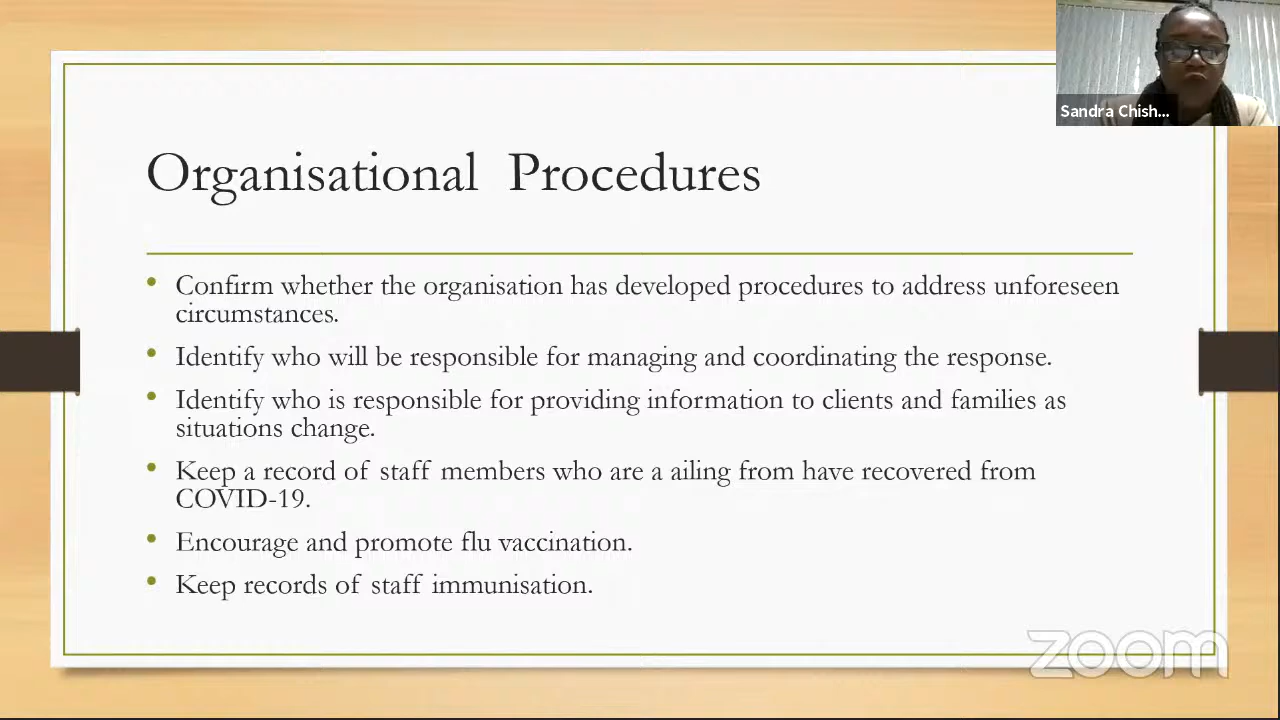 Sandra Chish...
Organisational Procedures
• Confirm whether the organisation has developed procedures to address unforeseen
circumstances.
• Identify who will be responsible for managing and coordinating the response.
• Identify who is responsible for providing information to clients and families as
situations change.
• Keep a record of staff members who are a ailing from have recovered from
COVID-19.
• Encourage and promote flu vaccination.
• Keep records of staff immunisation.
zoom